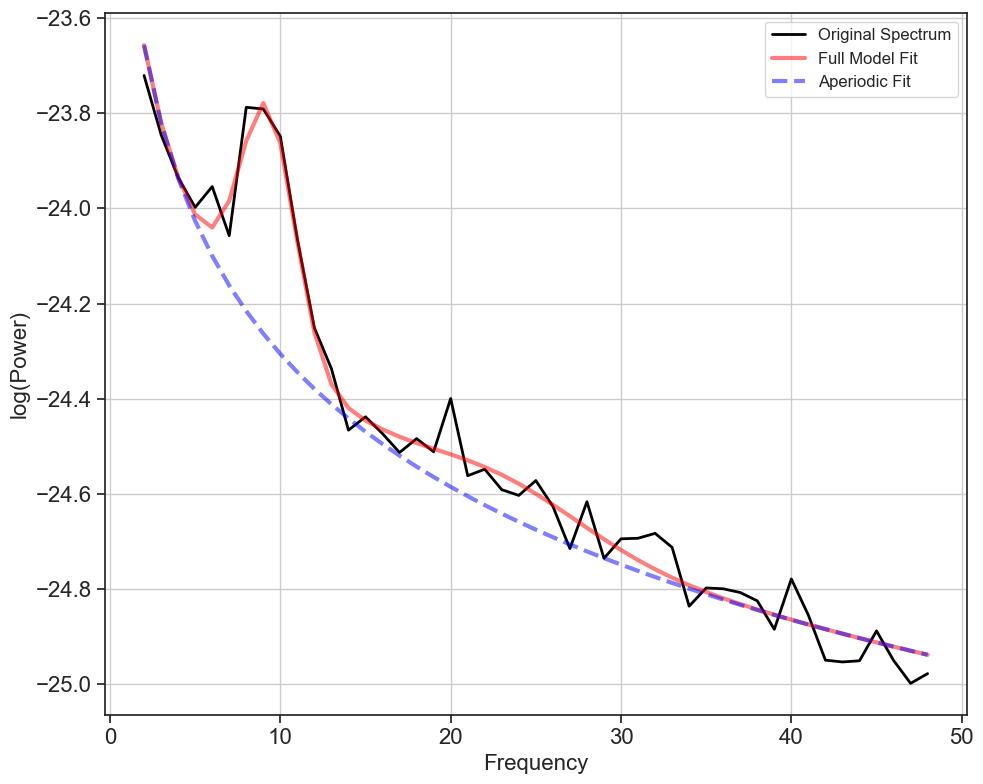 −23.6
−23.8
−24.0
−24.2
−24.4
−24.6
−24.8
−25.0
log(Power)
Original Spectrum
Full Model Fit
Aperiodic Fit
0 10 20 30 40 50
Frequency